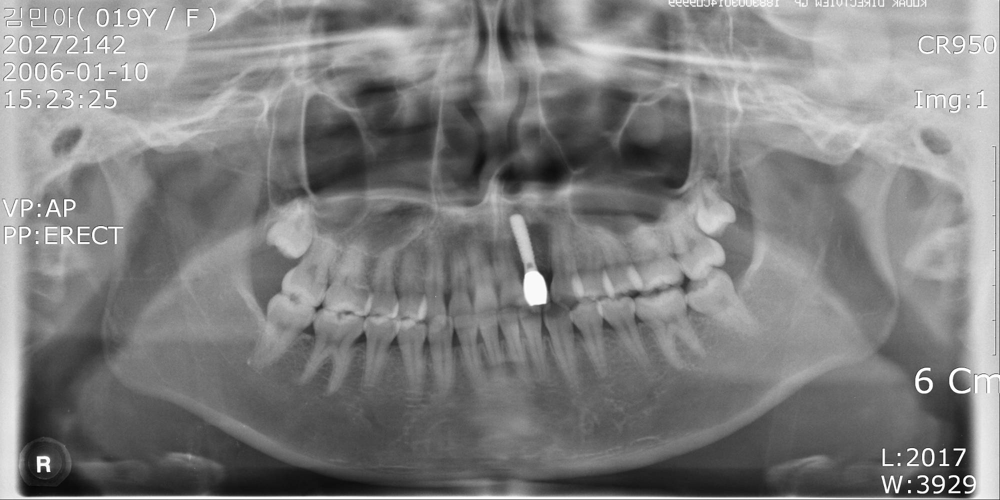 김민아( 019Y / F )
20272142
2006-01-10
15:23:25
CR950
Img:1
VP:AP
PP:ERECT
6 Cm
R
L:2017
W:3929